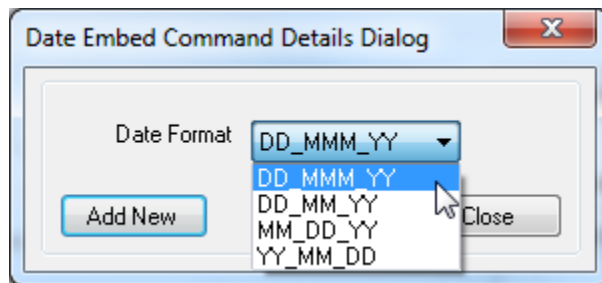 Date Embed Command Details Dialog
Date Format DD_MMM_YY
DD_MMM_YY
DD_MM_YY
Add New Close
MM_DD_YY
YY_MM_DD